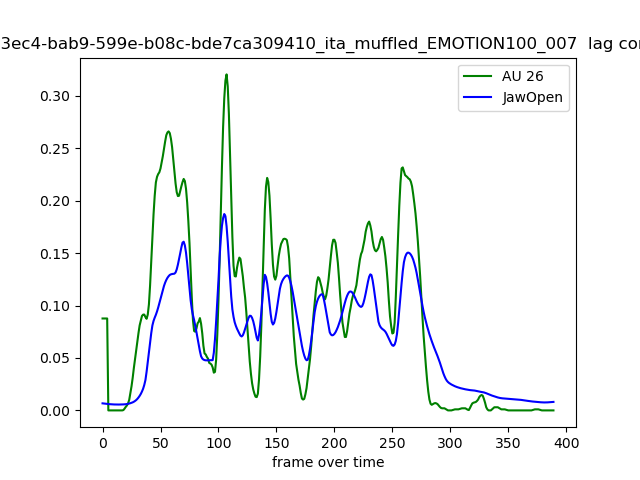 3ec4-bab9-599e-b08c-bde7ca309410_ita_muffled_EMOTION100_007 lag
AU 26
JawOpen
0.30
0.25
0.20
0.15
0.10
0.05
0.00
0 50 100 150 200 250 300 350 400
frame over time